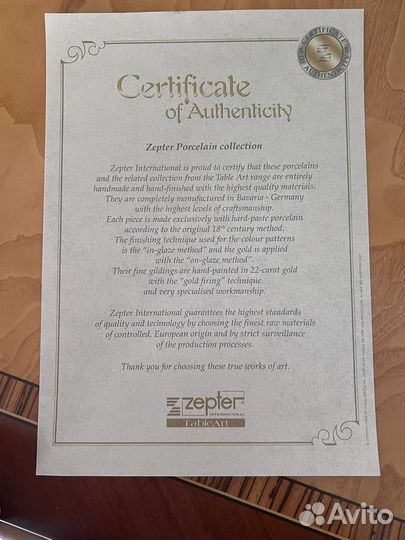 CERTIFICATE
OF AUTHENTICITY
Certificate
of Authenticity
Zepter Porcelain collection
Zepter International is proud to certify that these porcelains
and the related collection from the Table Art range are entirely
handmade and hand-finished with the highest quality materials.
They are completely manufactured in Bavaria - Germany
with the highest levels of craftsmanship.
Each piece is made exclusively with hard-paste porcelain
according to the original 18th century method.
The finishing technique used for the colour patterns
is the "in-glaze method" and the gold is applied
with the "on-glaze method".
Their fine gildings are hand-painted in 22-carat gold
with the "gold firing" technique
and very specialised workmanship.
Zepter International guarantees the highest standards
of quality and technology by choosing the finest raw materials
of controlled, European origin and by strict surveillance
of the production processes.
Thank you for choosing these true works of art.
zepter
INTERNATIONAL
TableArt
Avito